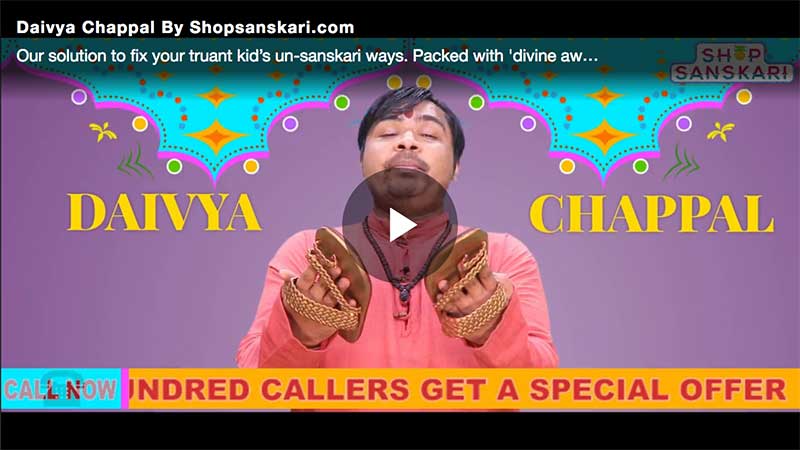 Daivya Chappal By Shopsanskari.com
Our solution to fix your truant kid’s un-sanskari ways. Packed with 'divine aw…
SHOP
SANSKARI
DAIVYA CHAPPAL
CALL NOW UNDRED CALLERS GET A SPECIAL OFFER